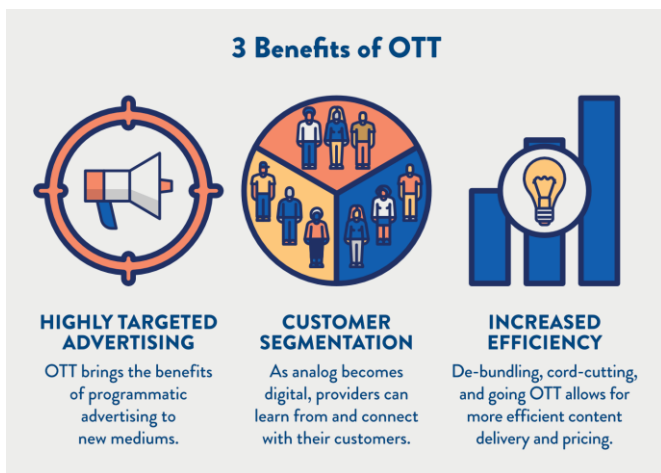 3 Benefits of OTT
HIGHLY TARGETED
ADVERTISING
OTT brings the benefits
of programmatic
advertising to
new mediums.
CUSTOMER
SEGMENTATION
As analog becomes
digital, providers can
learn from and connect
with their customers.
INCREASED
EFFICIENCY
De-bundling, cord-cutting,
and going OTT allows for
more efficient content
delivery and pricing.